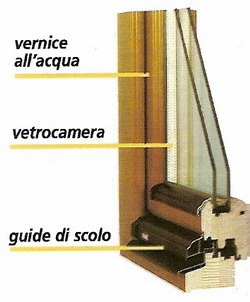 vernice
all'acqua
vetrocamera
guide di scolo